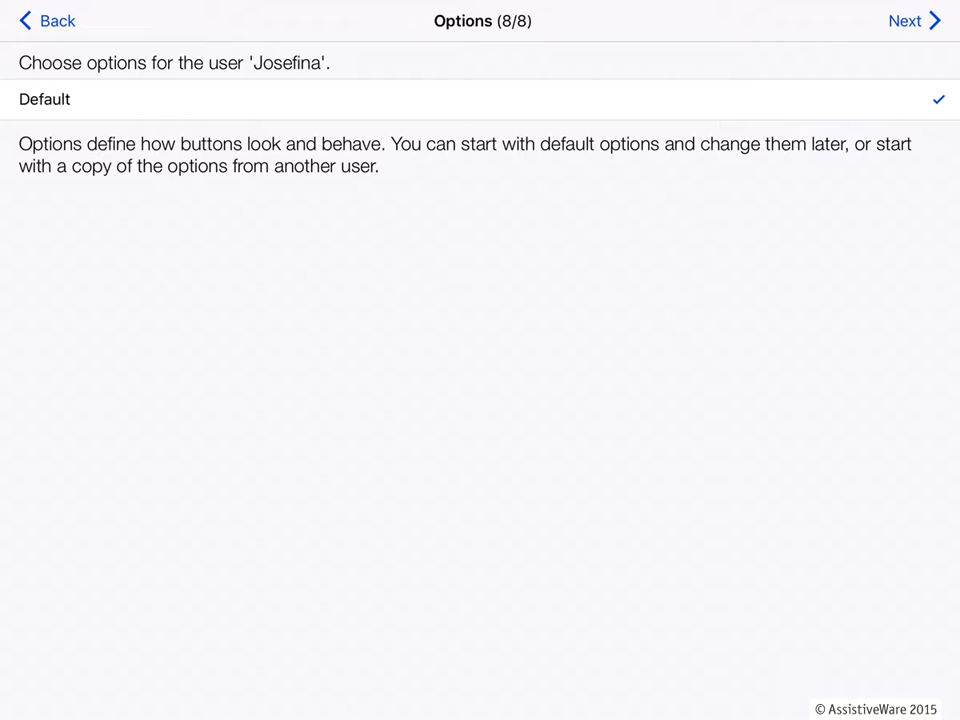 Back
Options (8/8)
Next
Choose options for the user 'Josefina'.
Default
Options define how buttons look and behave. You can start with default options and change them later, or start
with a copy of the options from another user.
© AssistiveWare 2015